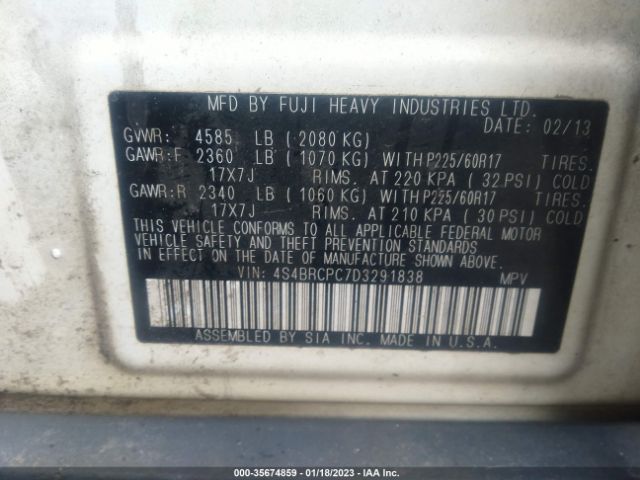 MFD BY FUJI HEAVY INDUSTRIES LTD.
DATE: 02/13
GVWR: 4585 LB ( 2080 KG)
GAWR:F 2360 LB ( 1070 KG) WITH P225/60R17 TIRES.
17X7J RIMS. AT 220 KPA ( 32 PSI) COLD
GAWR:R 2340 LB ( 1060 KG) WITH P225/60R17 TIRES.
17X7J RIMS. AT 210 KPA ( 30 PSI) COLD
THIS VEHICLE CONFORMS TO ALL APPLICABLE FEDERAL MOTOR
VEHICLE SAFETY AND THEFT PREVENTION STANDARDS
IN EFFECT ON THE DATE OF MANUFACTURE SHOWN ABOVE.
VIN: 4S4BRCPC7D3291838 MPV
ASSEMBLED BY SIA INC. MADE IN U.S.A.
000-35674859 - 01/18/2023 - IAA Inc.